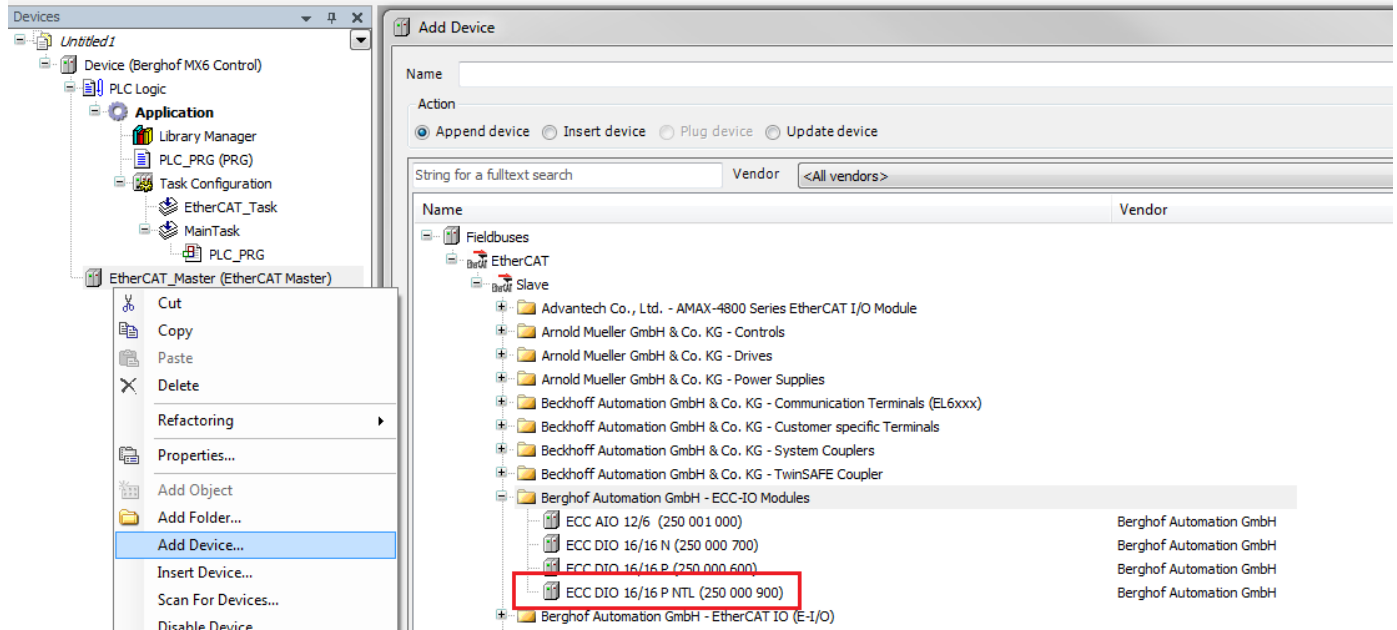 Devices
Untitled1
Device (Berghof MX6 Control)
PLC Logic
Application
Library Manager
PLC_PRG (PRG)
Task Configuration
EtherCAT_Task
MainTask
PLC_PRG
EtherCAT_Master (EtherCAT Master)
Cut
Copy
Paste
Delete
Refactoring
Properties...
Add Object
Add Folder...
Add Device...
Insert Device...
Scan For Devices...
Disable Device
Add Device
Name
Action
Append device Insert device Plug device Update device
String for a fulltext search Vendor <All vendors>
Name Vendor
Fieldbuses
EtherCAT
Slave
Advantech Co., Ltd. - AMAX-4800 Series EtherCAT I/O Module
Arnold Mueller GmbH & Co. KG - Controls
Arnold Mueller GmbH & Co. KG - Drives
Arnold Mueller GmbH & Co. KG - Power Supplies
Beckhoff Automation GmbH & Co. KG - Communication Terminals (EL6xxx)
Beckhoff Automation GmbH & Co. KG - Customer specific Terminals
Beckhoff Automation GmbH & Co. KG - System Couplers
Beckhoff Automation GmbH & Co. KG - TwinSAFE Coupler
Berghof Automation GmbH - ECC-IO Modules
ECC AIO 12/6 (250 001 000) Berghof Automation GmbH
ECC DIO 16/16 N (250 000 700) Berghof Automation GmbH
ECC DIO 16/16 P (250 000 600) Berghof Automation GmbH
ECC DIO 16/16 P NTL (250 000 900) Berghof Automation GmbH
Berghof Automation GmbH - EtherCAT IO (E-I/O)